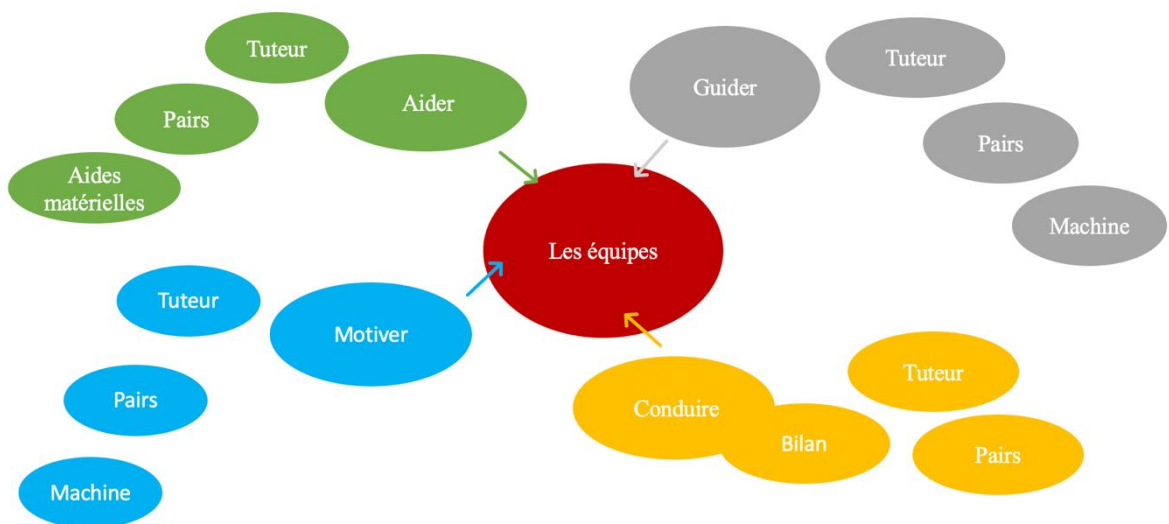 Tuteur
Aider
Pairs
Aides
matérielles
Guider
Tuteur
Pairs
Machine
Les équipes
Tuteur
Motiver
Pairs
Machine
Conduire
Bilan
Tuteur
Pairs